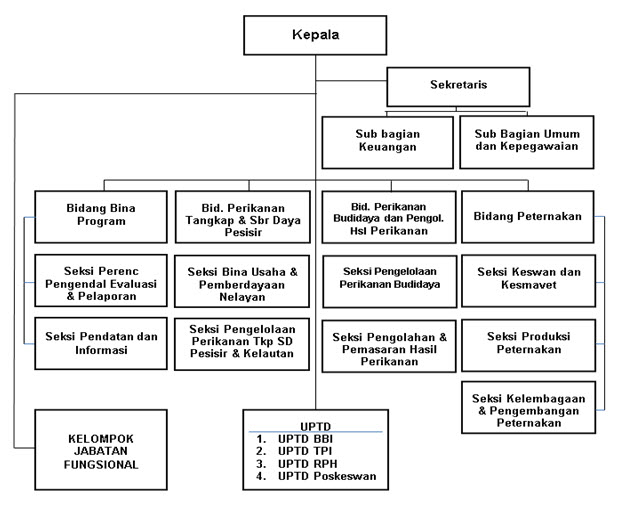 Kepala
Sekretaris
Sub bagian
Keuangan
Sub Bagian Umum
dan Kepegawaian
Bidang Bina
Program
Bid. Perikanan
Tangkap & Sbr Daya
Pesisir
Bid. Perikanan
Budidaya dan Pengol.
Hsl Perikanan
Bidang Peternakan
Seksi Perenc
Pengendal Evaluasi
& Pelaporan
Seksi Bina Usaha &
Pemberdayaan
Nelayan
Seksi Pengelolaan
Perikanan Budidaya
Seksi Keswan dan
Kesmavet
Seksi Pendatan dan
Informasi
Seksi Pengelolaan
Perikanan Tkp SD
Pesisir & Kelautan
Seksi Pengolahan &
Pemasaran Hasil
Perikanan
Seksi Produksi
Peternakan
Seksi Kelembagaan
& Pengembangan
Peternakan
KELOMPOK
JABATAN
FUNGSIONAL
UPTD
1. UPTD BBI
2. UPTD TPI
3. UPTD RPH
4. UPTD Poskeswan